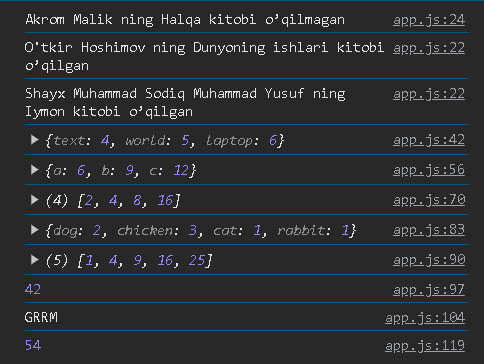 Akrom Malik ning Halqa kitobi o’qilmagan app.js:24
O'tkir Hoshimov ning Dunyoning ishlari kitobi app.js:22
o’qilgan
Shayx Muhammad Sodiq Muhammad Yusuf ning app.js:22
Iymon kitobi o’qilgan
{text: 4, world: 5, laptop: 6} app.js:42
{a: 6, b: 9, c: 12} app.js:56
(4) [2, 4, 8, 16] app.js:70
{dog: 2, chicken: 3, cat: 1, rabbit: 1} app.js:83
(5) [1, 4, 9, 16, 25] app.js:90
42 app.js:97
GRRM app.js:104
54 app.js:119